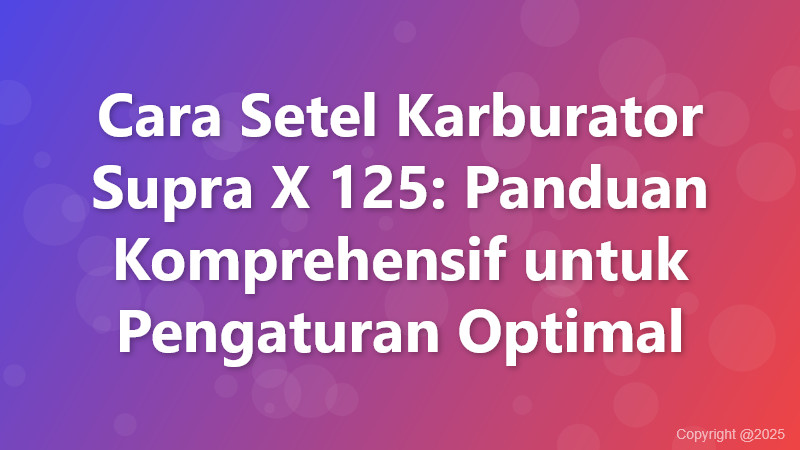 Cara Setel Karburator
Supra X 125: Panduan
Komprehensif untuk
Pengaturan Optimal
Copyright @2025